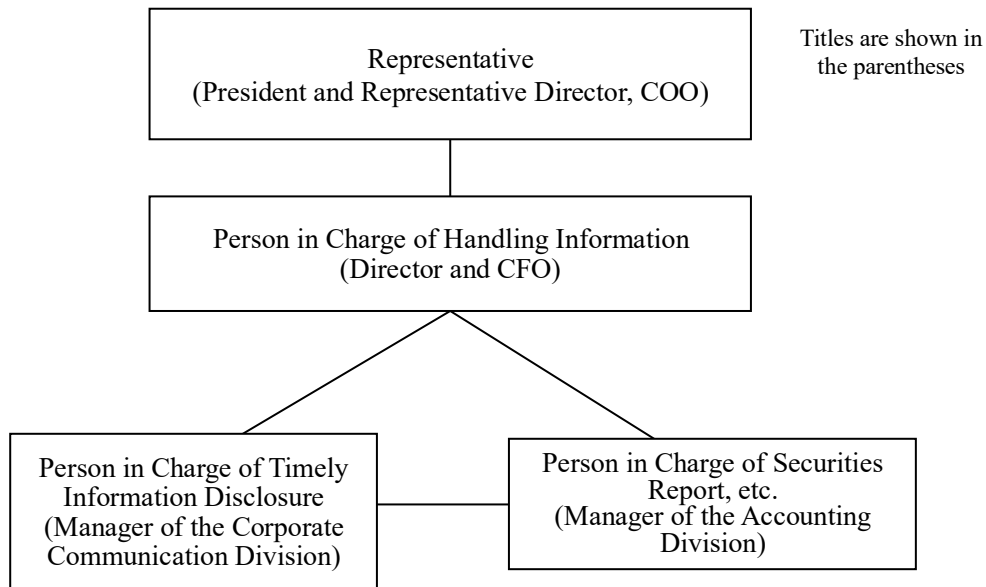 Representative
(President and Representative Director, COO)
Titles are shown in
the parentheses
Person in Charge of Handling Information
(Director and CFO)
Person in Charge of Timely
Information Disclosure
(Manager of the Corporate
Communication Division)
Person in Charge of Securities
Report, etc.
(Manager of the Accounting
Division)